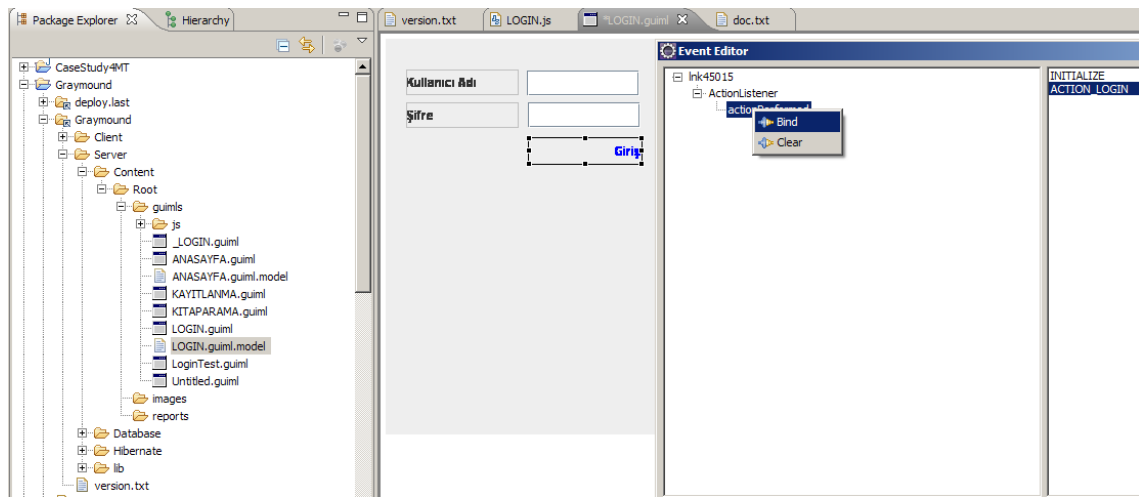 Package Explorer
Hierarchy
version.txt
LOGIN.js
*LOGIN.guiml
doc.txt
CaseStudy4MT
Graymound
deploy.last
Graymound
Client
Server
Content
Root
guimls
js
_LOGIN.guiml
ANASAYFA.guiml
ANASAYFA.guiml.model
KAYITLANMA.guiml
KITAPARAMA.guiml
LOGIN.guiml
LOGIN.guiml.model
LoginTest.guiml
Untitled.guiml
images
reports
Database
Hibernate
lib
version.txt
Kullanıcı Adı
Şifre
Giriş
Event Editor
lnk45015
ActionListener
actionPerformed
Bind
Clear
INITIALIZE
ACTION_LOGIN